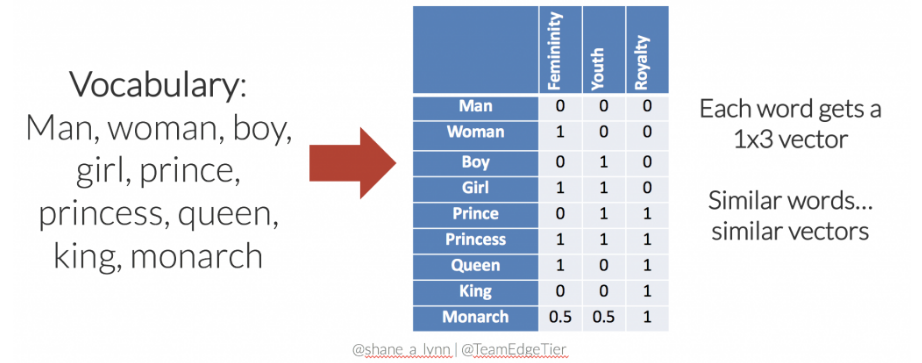 Vocabulary:
Man, woman, boy,
girl, prince,
princess, queen,
king, monarch
Femininity Youth Royalty
Man 0 0 0
Woman 1 0 0
Boy 0 1 0
Girl 1 1 0
Prince 0 1 1
Princess 1 1 1
Queen 1 0 1
King 0 0 1
Monarch 0.5 0.5 1
Each word gets a
1x3 vector
Similar words…
similar vectors
@shane_a_lynn | @TeamEdgeTier